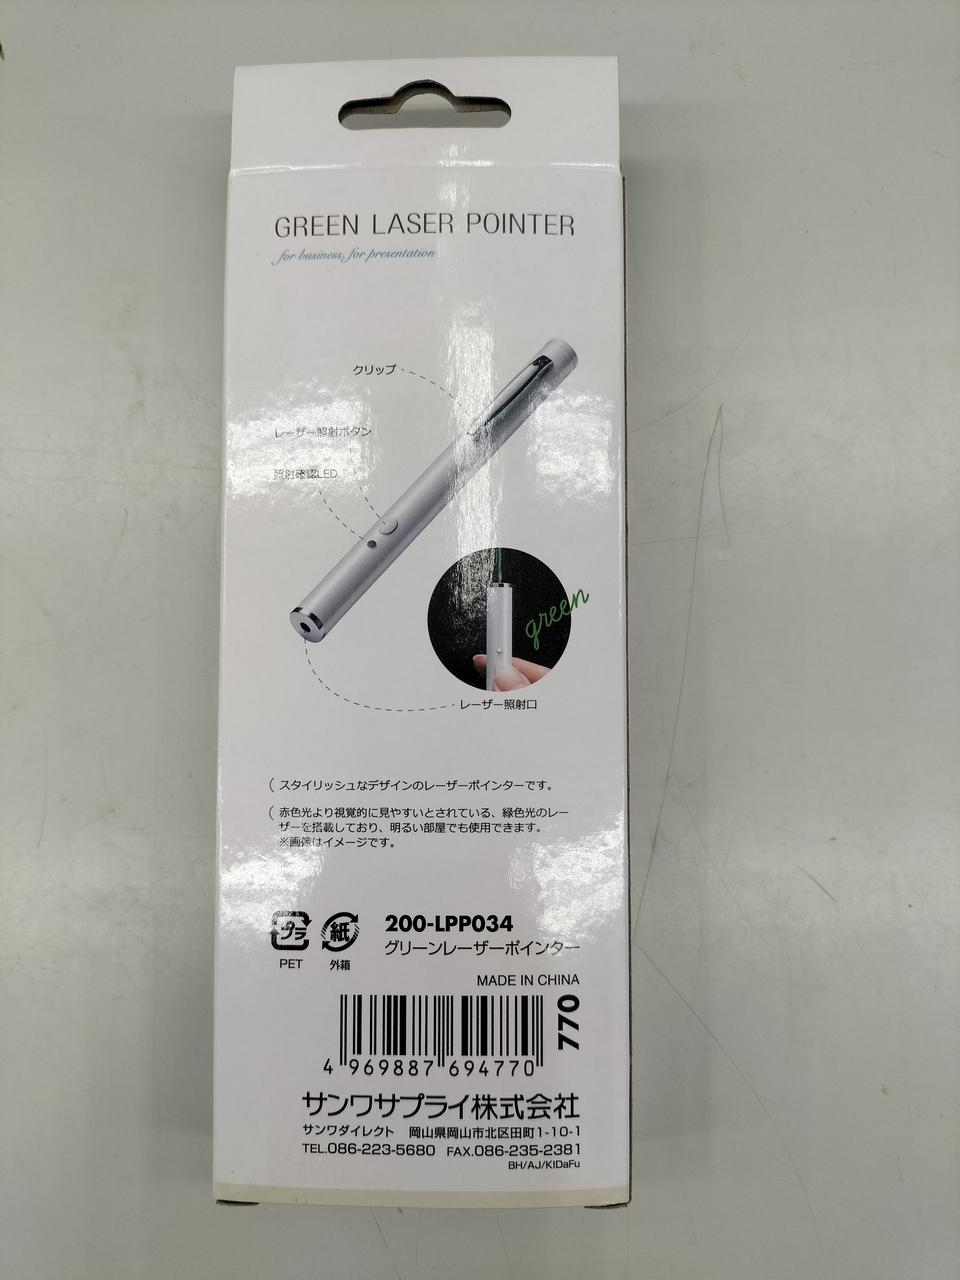 GREEN LASER POINTER
for business, for presentation
クリップ
レーザー照射ボタン
照射確認LED
green
レーザー照射口
( スタイリッシュなデザインのレーザーポインターです。
( 赤色光より視覚的に見やすいとされている、緑色光のレー
ザーを搭載しており、明るい部屋でも使用できます。
※画像はイメージです。
プラ
PET
紙
外箱
200-LPP034
グリーンレーザーポインター
MADE IN CHINA
770
4 969887 694770
サンワサプライ株式会社
サンワダイレクト 岡山県岡山市北区田町1-10-1
TEL.086-223-5680 FAX.086-235-2381
BH/AJ/KIDaFu